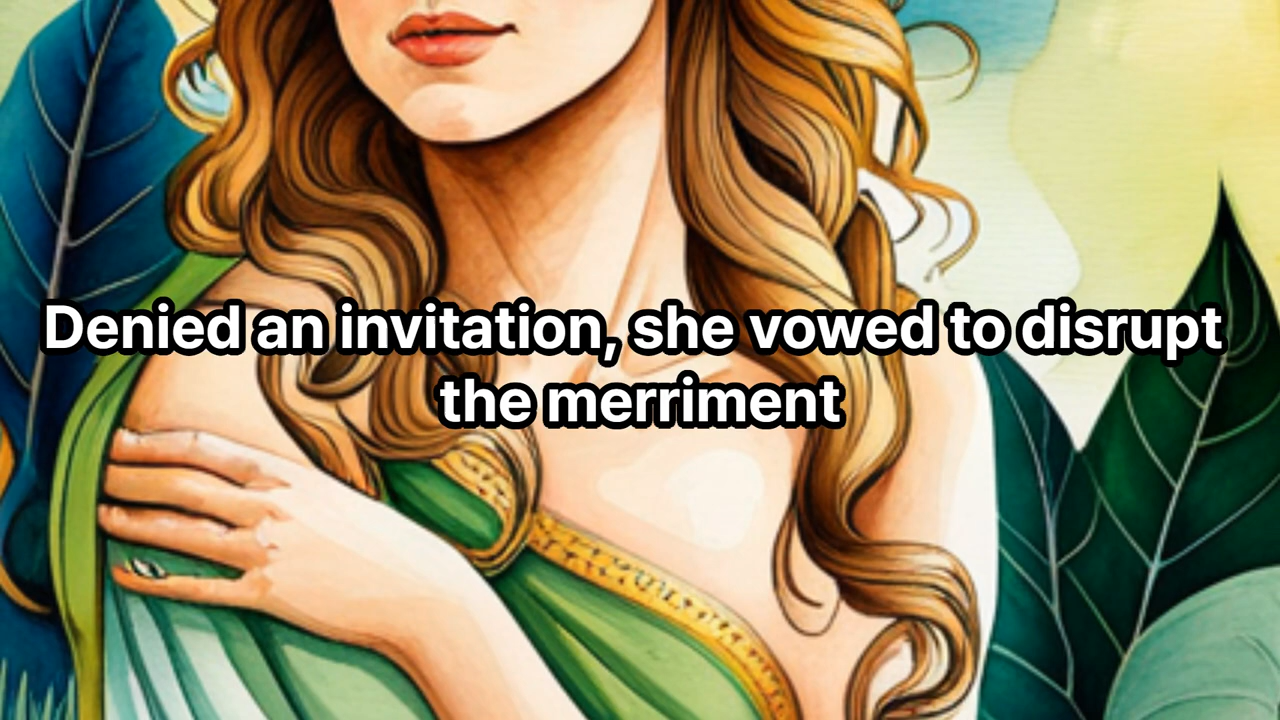 Denied an invitation, she vowed to disrupt
the merriment